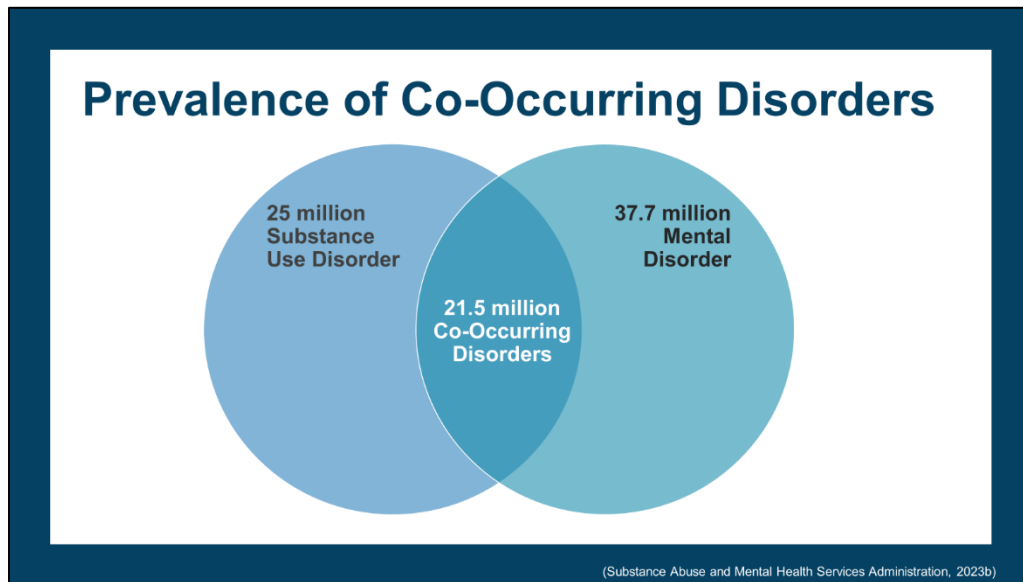 Prevalence of Co-Occurring Disorders
25 million
Substance
Use Disorder
37.7 million
Mental
Disorder
21.5 million
Co-Occurring
Disorders
(Substance Abuse and Mental Health Services Administration, 2023b)